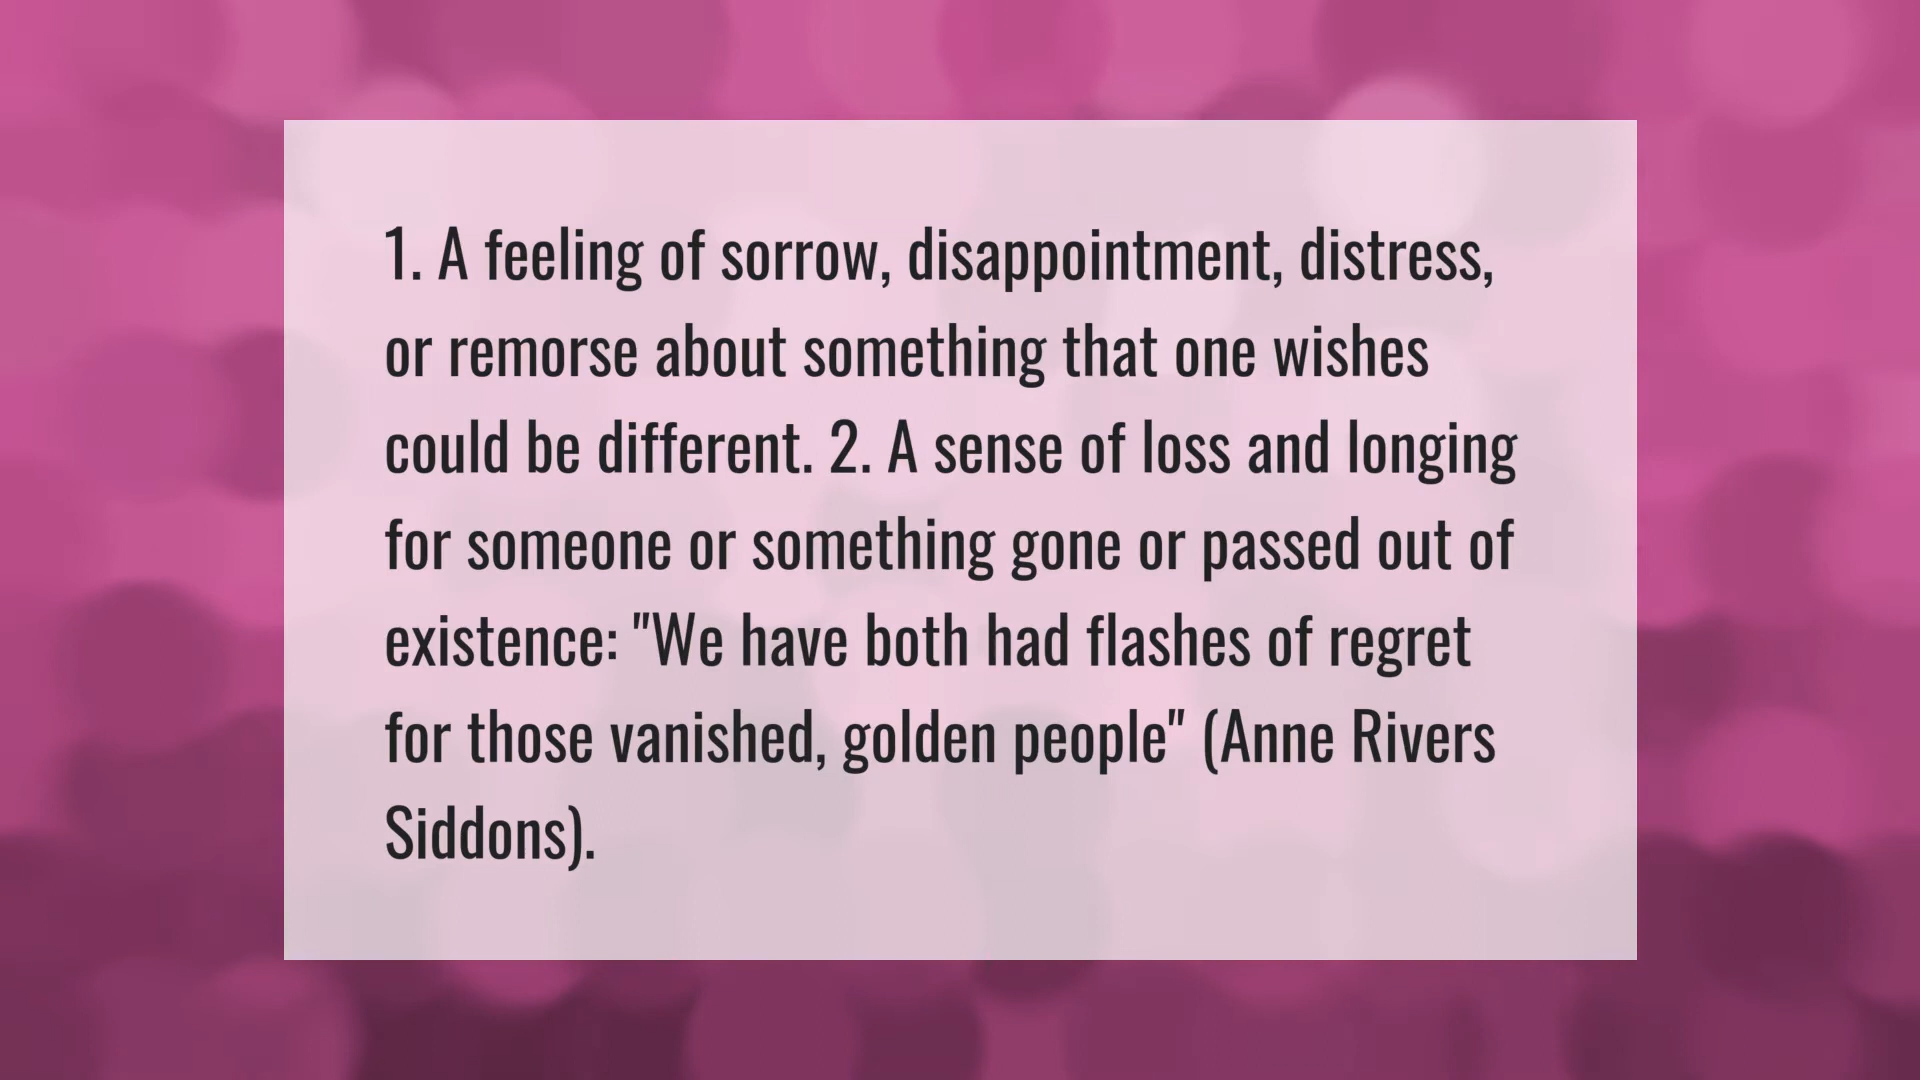 1. A feeling of sorrow, disappointment, distress,
or remorse about something that one wishes
could be different. 2. A sense of loss and longing
for someone or something gone or passed out of
existence: "We have both had flashes of regret
for those vanished, golden people" (Anne Rivers
Siddons).